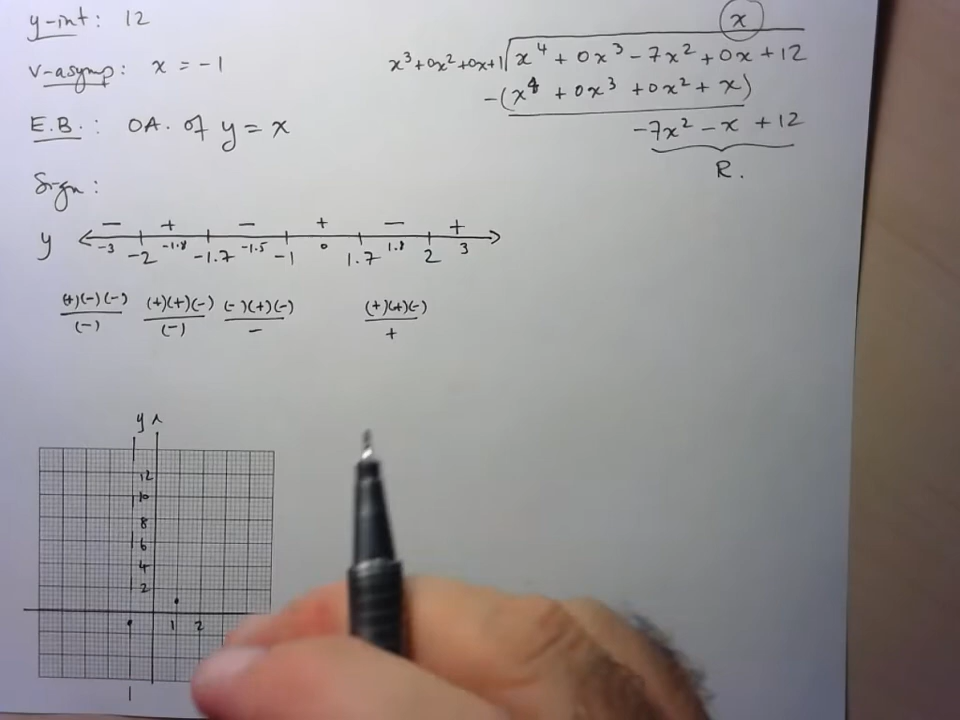 y-int: 12
v-asymp: x = -1
E.B.: OA. of y = x
Sign:
x
x³+0x²+0x+1 x⁴ + 0x³ - 7x² + 0x + 12
-(x⁴ + 0x³ + 0x² + x)
-7x² - x + 12
R.
- + - + - +
y -3 -2 -1.8 -1.7 -1.5 -1 0 1.7 1.8 2 3
(+)(-)(-) (+)(+)(-) (-)(+)(-) (+)(+)(-)
(-) (-) - +
y
12
10
8
6
4
2
1 2